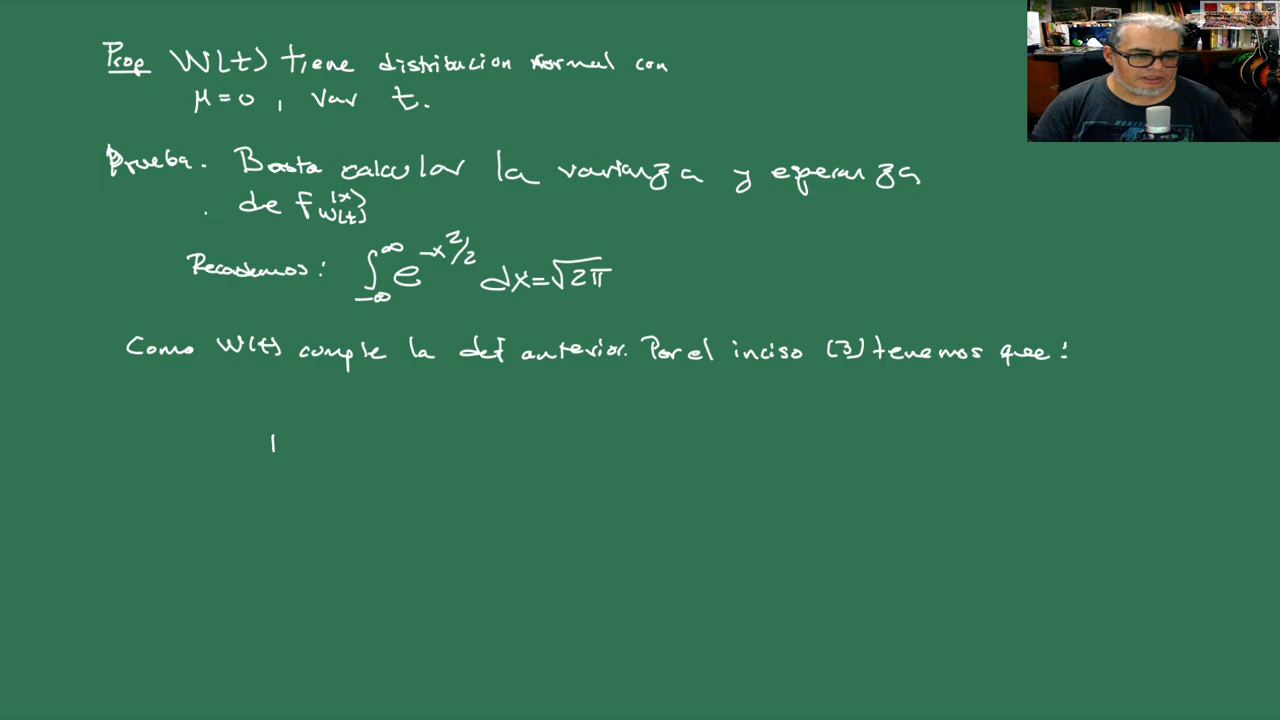 Prop W(t) tiene distribucion normal con
μ=0, Var t.
Prueba. Basta calcular la varianza y esperanza
de f_{W(t)}(x)
Recordemos: ∫_{-∞}^{∞} e^{-x²/2} dx = √2π
Como W(t) cumple la def anterior. Por el inciso (3) tenemos que: